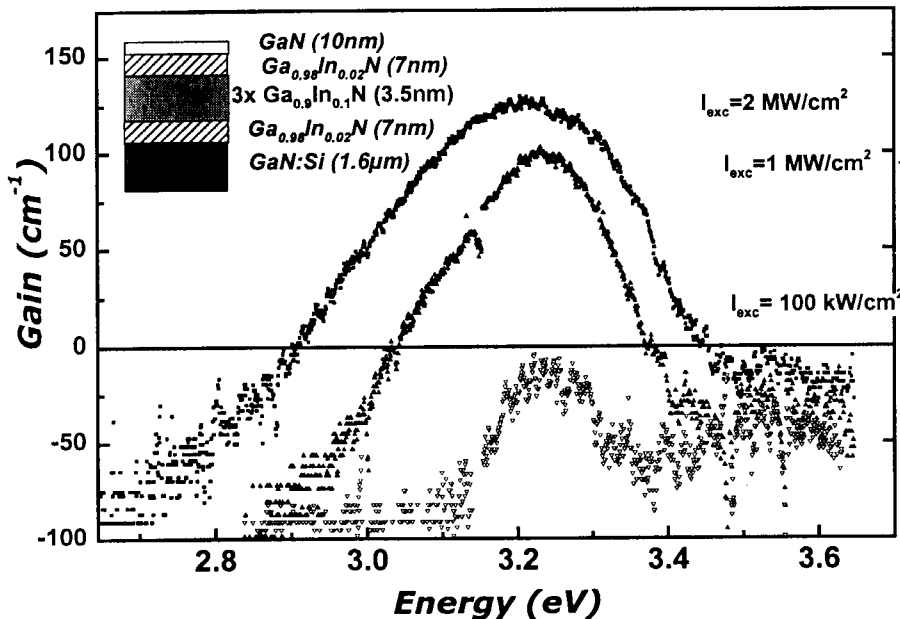 GaN (10nm)
Ga0.98In0.02N (7nm)
3x Ga0.9In0.1N (3.5nm)
Ga0.98In0.02N (7nm)
GaN:Si (1.6µm)
Iexc=2 MW/cm2
Iexc=1 MW/cm2
Iexc= 100 kW/cm2
Gain (cm-1)
150
100
50
0
-50
-100
2.8 3.0 3.2 3.4 3.6
Energy (eV)